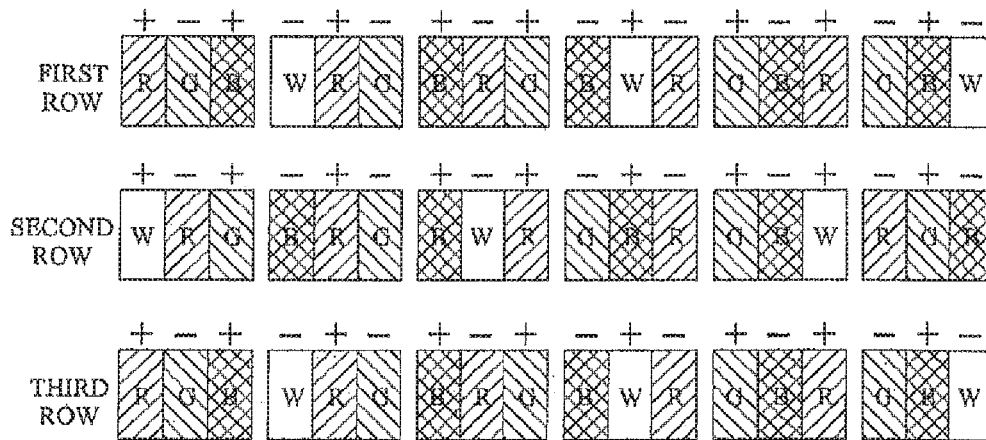 + − + − + − + − + − + − + − + − + −
FIRST ROW
R G B W R G B R G B W R G B R G B W
+ − + − + − + − + − + − + − + − + −
SECOND ROW
W R G B R G B W R G B R G B W R G B
+ − + − + − + − + − + − + − + − + −
THIRD ROW
R G B W R G B R G B W R G B R G B W